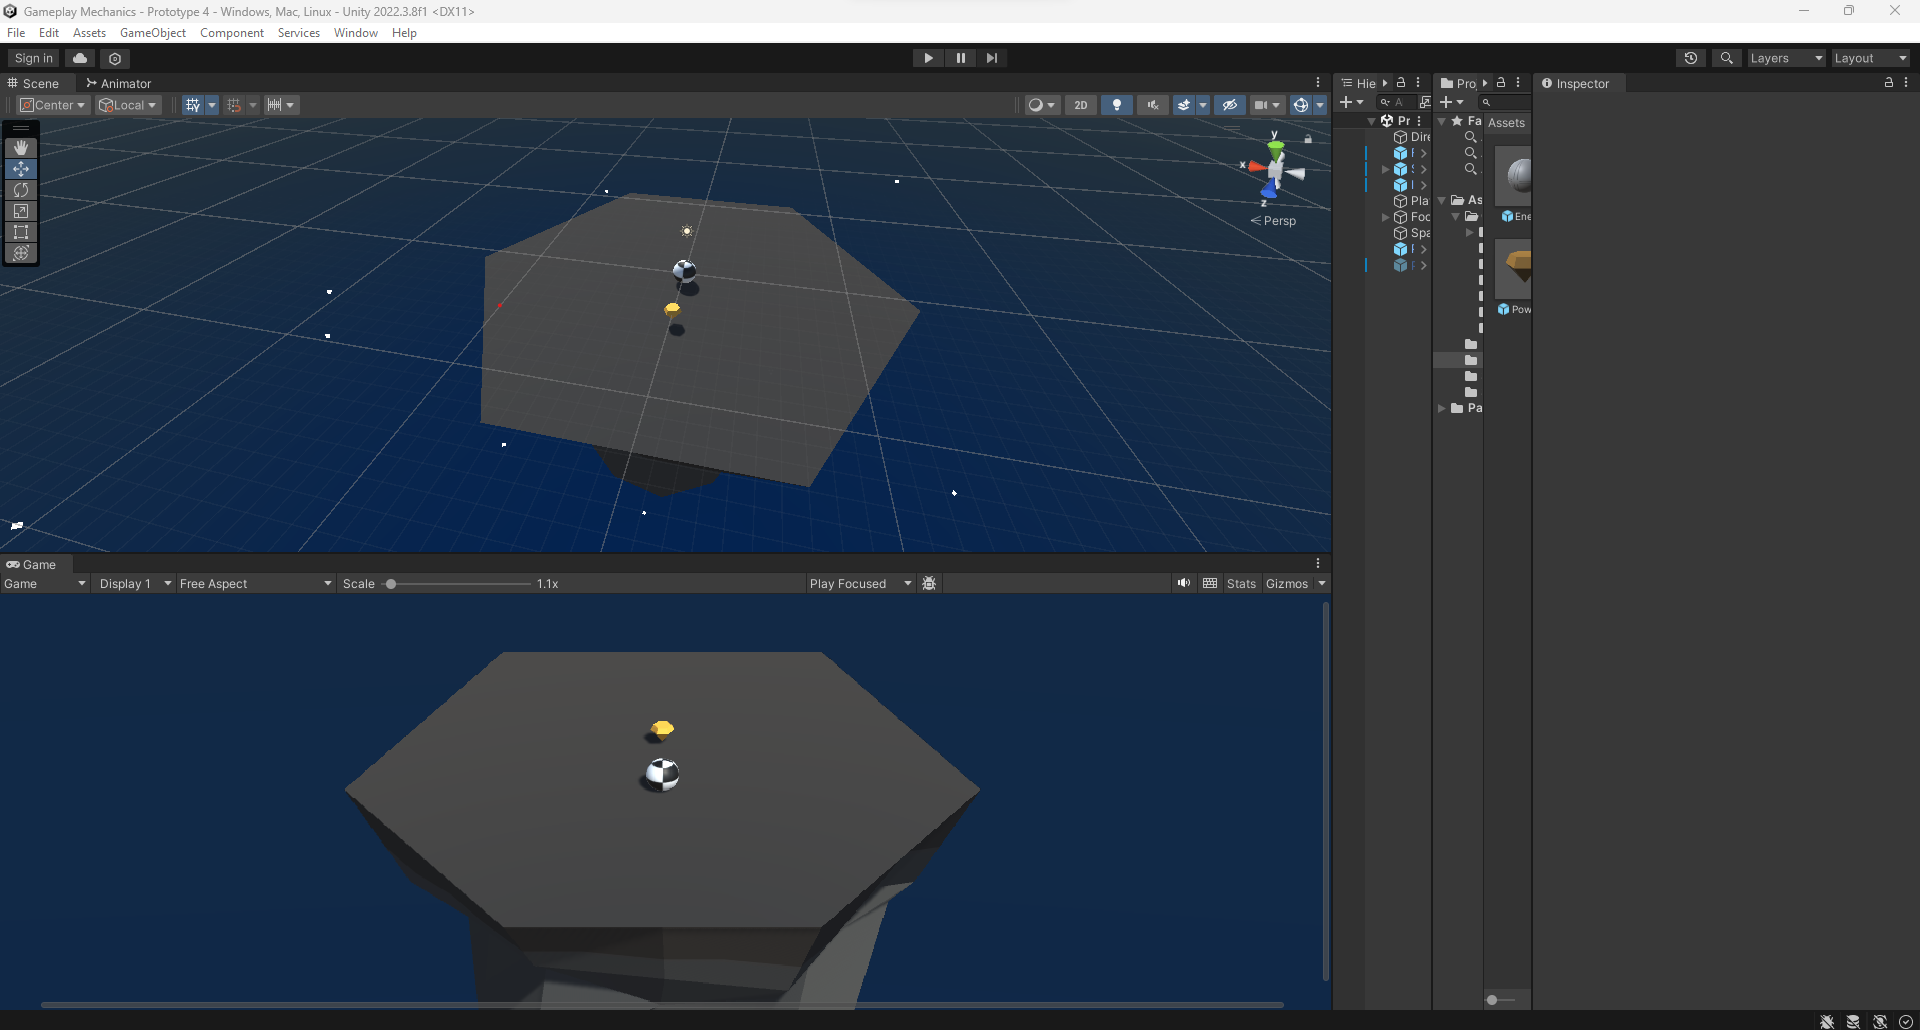 Gameplay Mechanics - Prototype 4 - Windows, Mac, Linux - Unity 2022.3.8f1 <DX11>
File Edit Assets GameObject Component Services Window Help
Sign in Layers Layout
Scene Animator Hie Pro Inspector
Center Local 2D
Pr Fa Assets
Dire
y
x
z
Persp
Pla As
Foo Ene
Spa
Pow
Pa
Game
Game Display 1 Free Aspect Scale 1.1x Play Focused Stats Gizmos